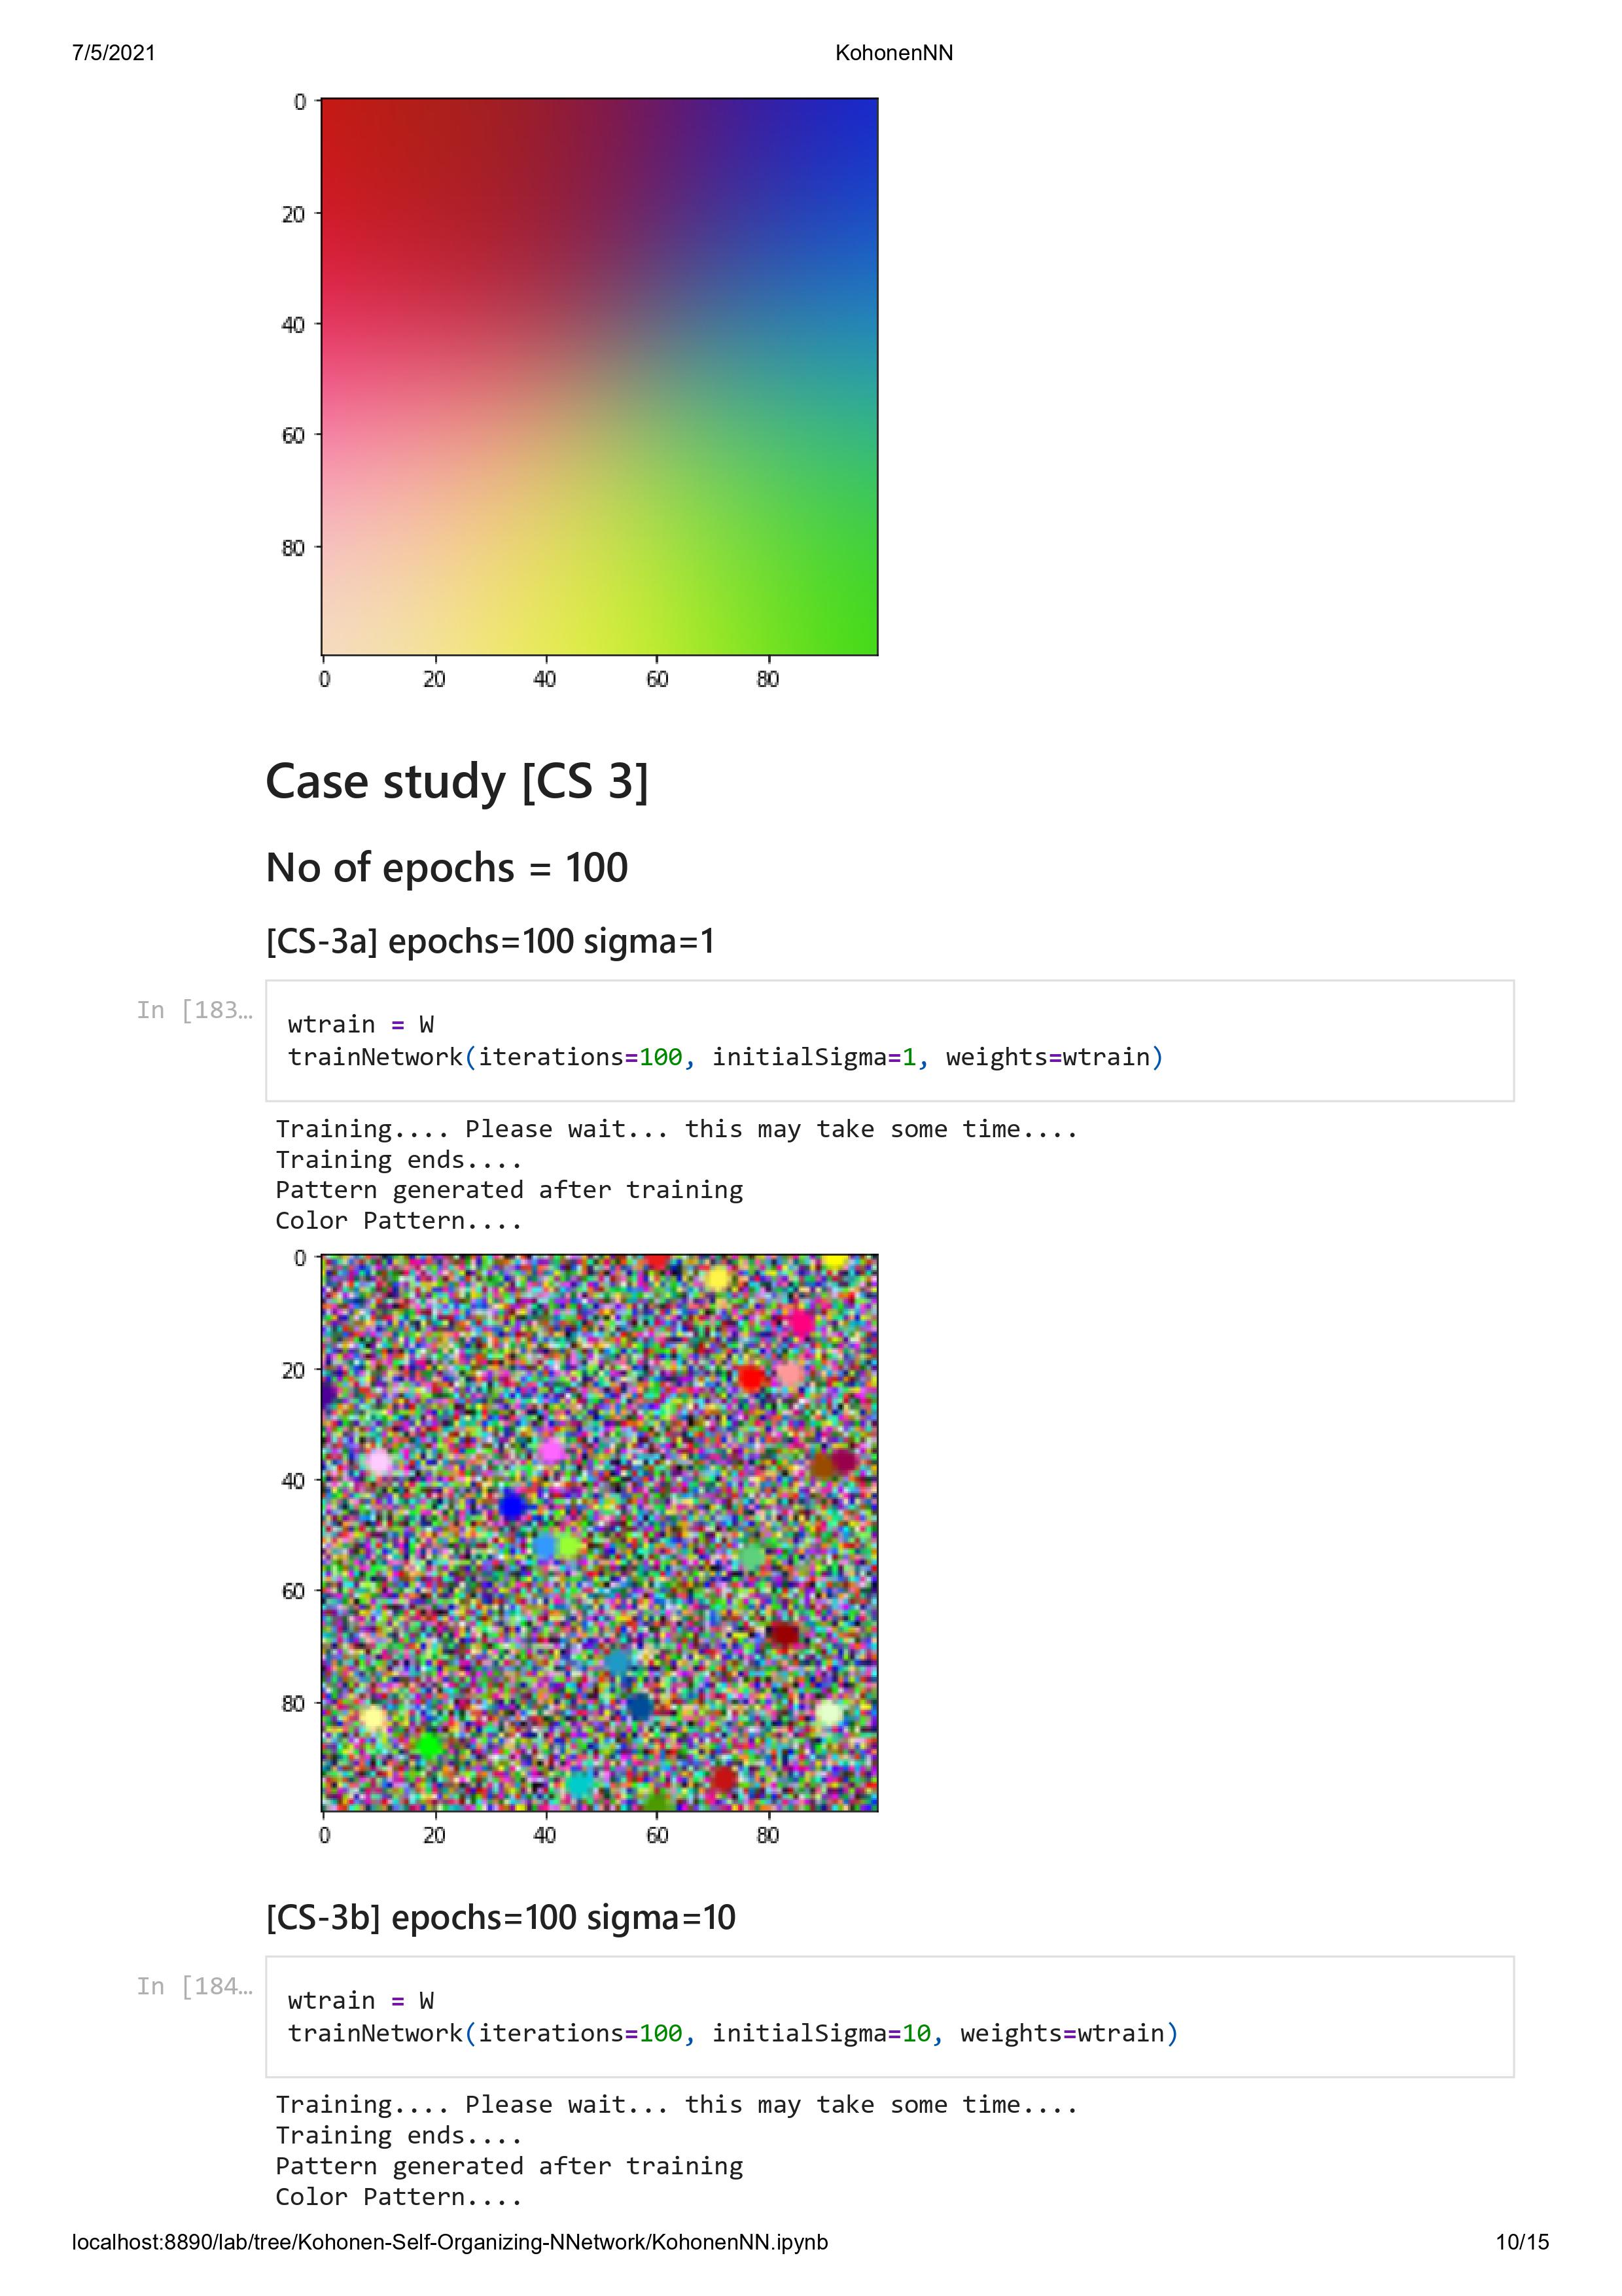 7/5/2021 KohonenNN
0
20
40
60
80
0 20 40 60 80
Case study [CS 3]
No of epochs = 100
[CS-3a] epochs=100 sigma=1
In [183…
wtrain = W
trainNetwork(iterations=100, initialSigma=1, weights=wtrain)
Training.... Please wait... this may take some time....
Training ends....
Pattern generated after training
Color Pattern....
0
20
40
60
80
0 20 40 60 80
[CS-3b] epochs=100 sigma=10
In [184…
wtrain = W
trainNetwork(iterations=100, initialSigma=10, weights=wtrain)
Training.... Please wait... this may take some time....
Training ends....
Pattern generated after training
Color Pattern....
localhost:8890/lab/tree/Kohonen-Self-Organizing-NNetwork/KohonenNN.ipynb 10/15